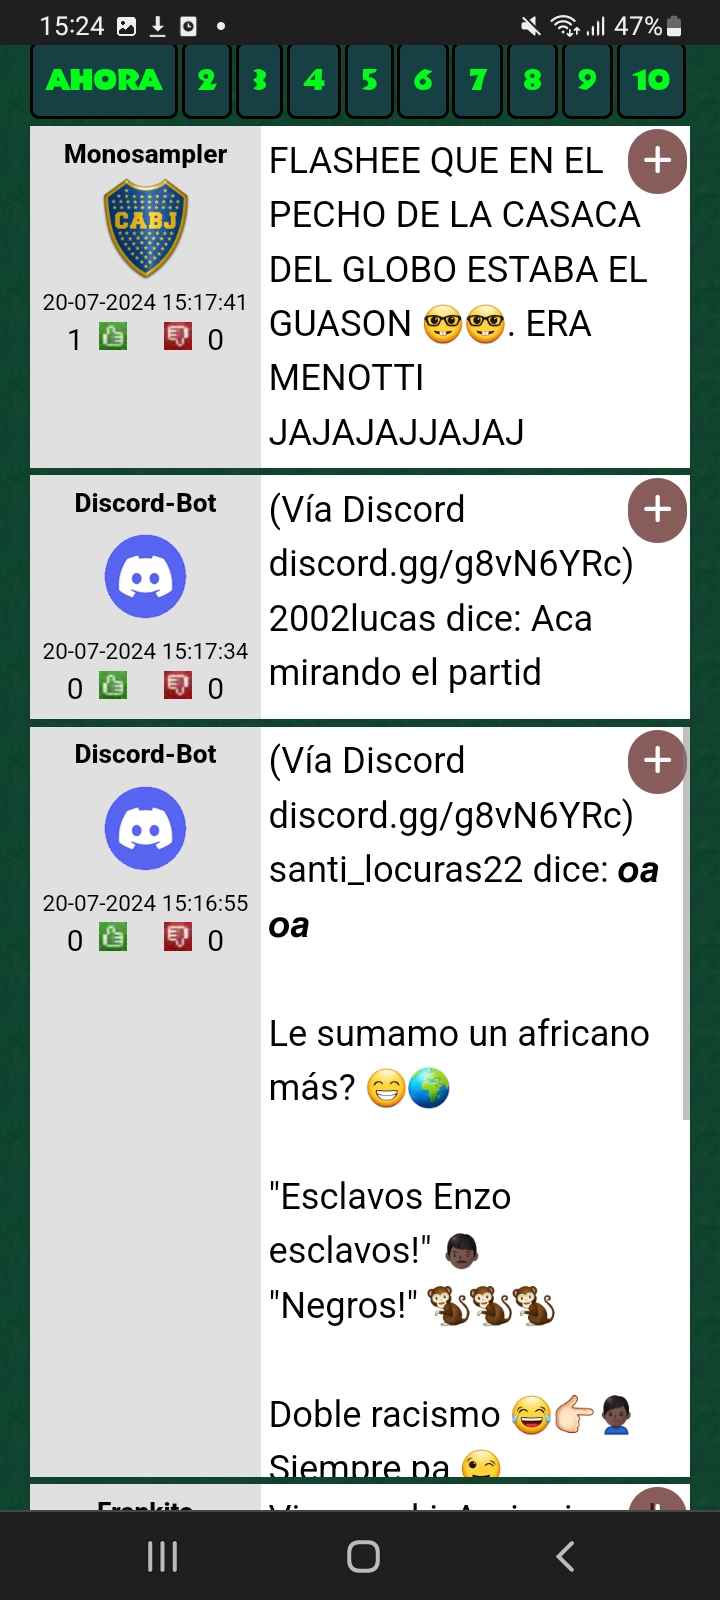 15:24 47%
AHORA 2 3 4 5 6 7 8 9 10
Monosampler
CABJ
20-07-2024 15:17:41
1 0
FLASHEE QUE EN EL
PECHO DE LA CASACA
DEL GLOBO ESTABA EL
GUASON 🤓🤓. ERA
MENOTTI
JAJAJAJJAJAJ
Discord-Bot
20-07-2024 15:17:34
0 0
(Vía Discord
discord.gg/g8vN6YRc)
2002lucas dice: Aca
mirando el partid
Discord-Bot
20-07-2024 15:16:55
0 0
(Vía Discord
discord.gg/g8vN6YRc)
santi_locuras22 dice: oa
oa
Le sumamo un africano
más? 😁🌍
"Esclavos Enzo
esclavos!" 👨🏿
"Negros!" 🐒🐒🐒
Doble racismo 😂👉🏻🙎🏿‍♂️
Siempre pa 😉
Frankito